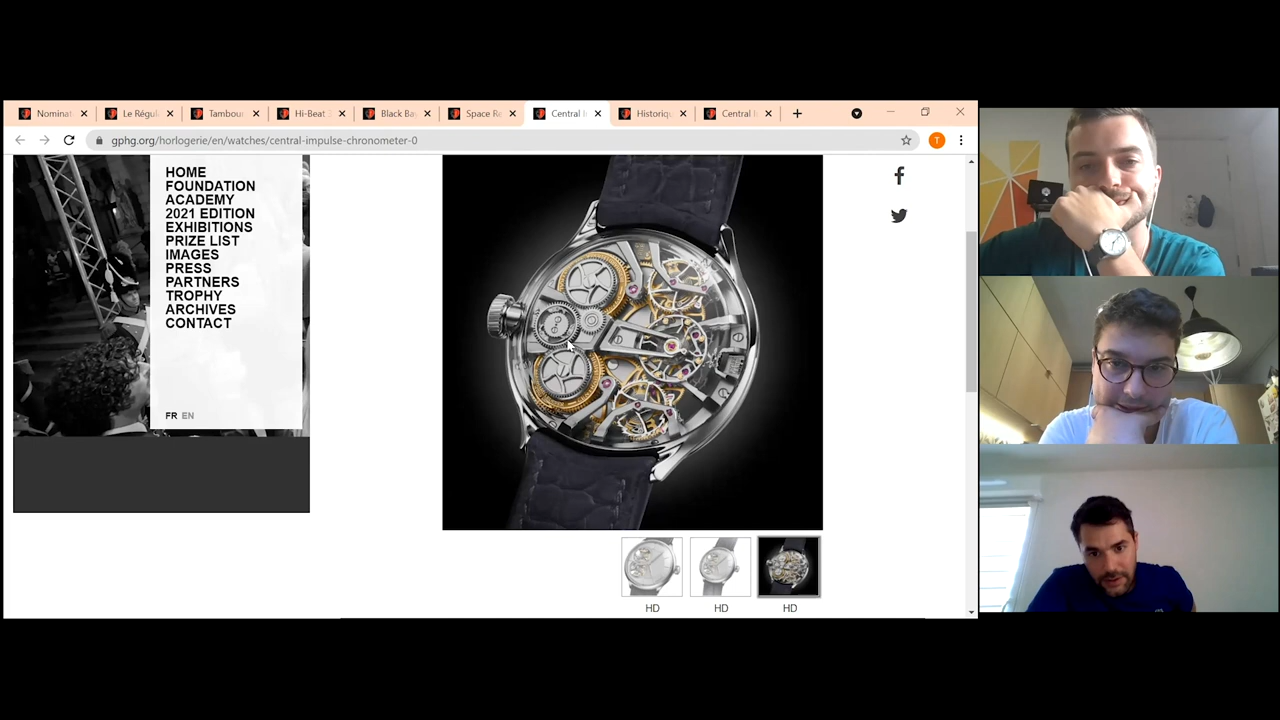 Nominat
Le Régul
Tambour
Hi-Beat 3
Black Ba
Space Re
Central I
Historiq
Central
gphg.org/horlogerie/en/watches/central-impulse-chronometer-0
T
HOME
FOUNDATION
ACADEMY
2021 EDITION
EXHIBITIONS
PRIZE LIST
IMAGES
PRESS
PARTNERS
TROPHY
ARCHIVES
CONTACT
FR EN
HD
HD
HD